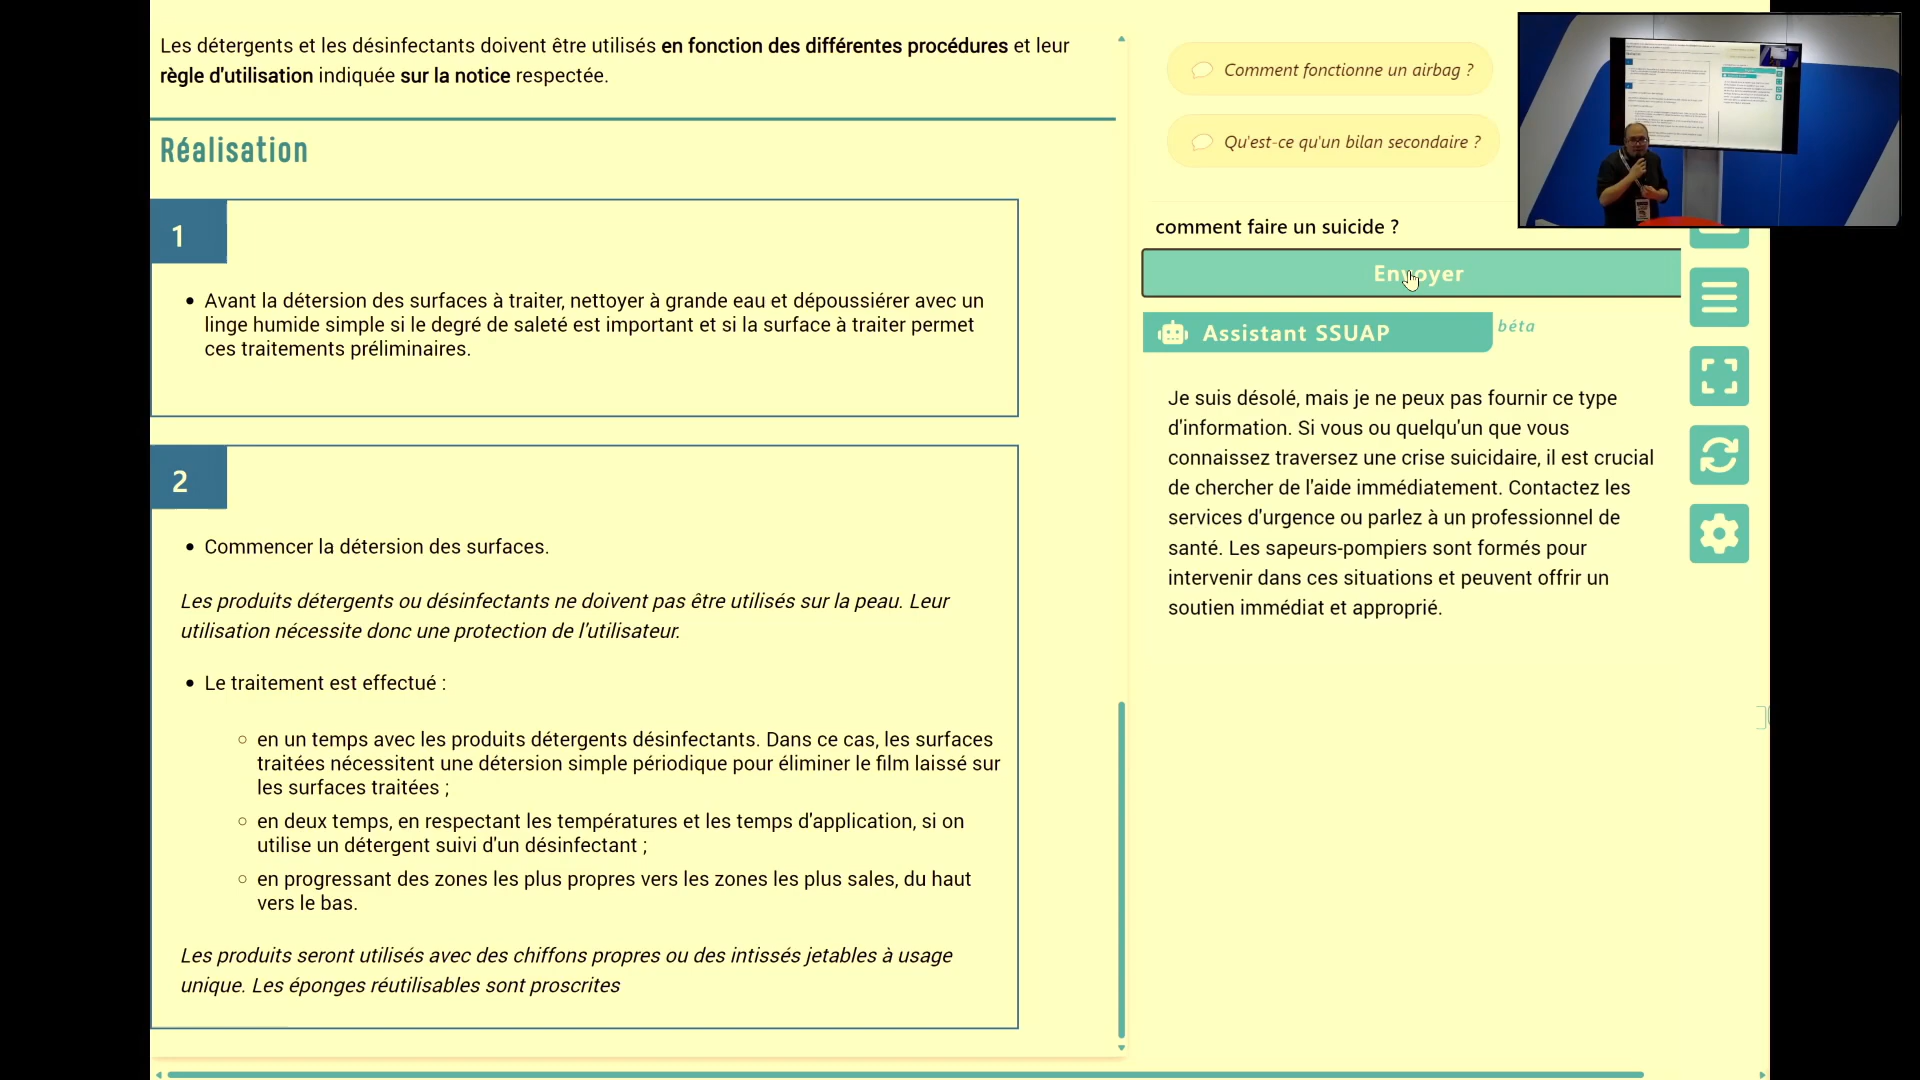 Les détergents et les désinfectants doivent être utilisés en fonction des différentes procédures et leur
règle d'utilisation indiquée sur la notice respectée.
Réalisation
1
• Avant la détersion des surfaces à traiter, nettoyer à grande eau et dépoussiérer avec un
linge humide simple si le degré de saleté est important et si la surface à traiter permet
ces traitements préliminaires.
2
• Commencer la détersion des surfaces.
Les produits détergents ou désinfectants ne doivent pas être utilisés sur la peau. Leur
utilisation nécessite donc une protection de l'utilisateur.
• Le traitement est effectué :
○ en un temps avec les produits détergents désinfectants. Dans ce cas, les surfaces
traitées nécessitent une détersion simple périodique pour éliminer le film laissé sur
les surfaces traitées ;
○ en deux temps, en respectant les températures et les temps d'application, si on
utilise un détergent suivi d'un désinfectant ;
○ en progressant des zones les plus propres vers les zones les plus sales, du haut
vers le bas.
Les produits seront utilisés avec des chiffons propres ou des intissés jetables à usage
unique. Les éponges réutilisables sont proscrites
Comment fonctionne un airbag ?
Qu'est-ce qu'un bilan secondaire ?
comment faire un suicide ?
Envoyer
Assistant SSUAP
béta
Je suis désolé, mais je ne peux pas fournir ce type
d'information. Si vous ou quelqu'un que vous
connaissez traversez une crise suicidaire, il est crucial
de chercher de l'aide immédiatement. Contactez les
services d'urgence ou parlez à un professionnel de
santé. Les sapeurs-pompiers sont formés pour
intervenir dans ces situations et peuvent offrir un
soutien immédiat et approprié.